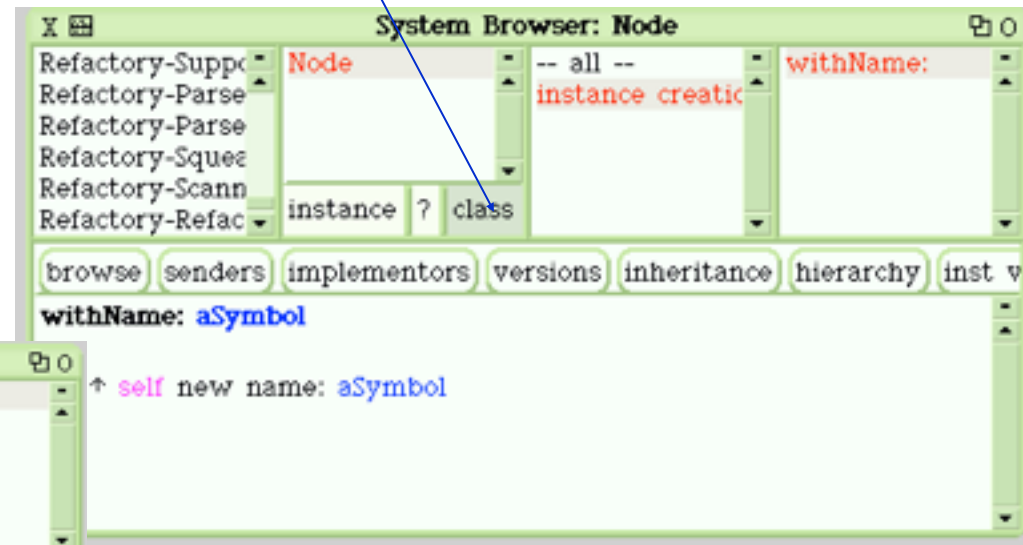 System Browser: Node
Refactory-Suppc
Refactory-Parse
Refactory-Parse
Refactory-Squea
Refactory-Scann
Refactory-Refac
Node
instance ? class
-- all --
instance creatic
withName:
browse senders implementors versions inheritance hierarchy inst v
withName: aSymbol
↑ self new name: aSymbol